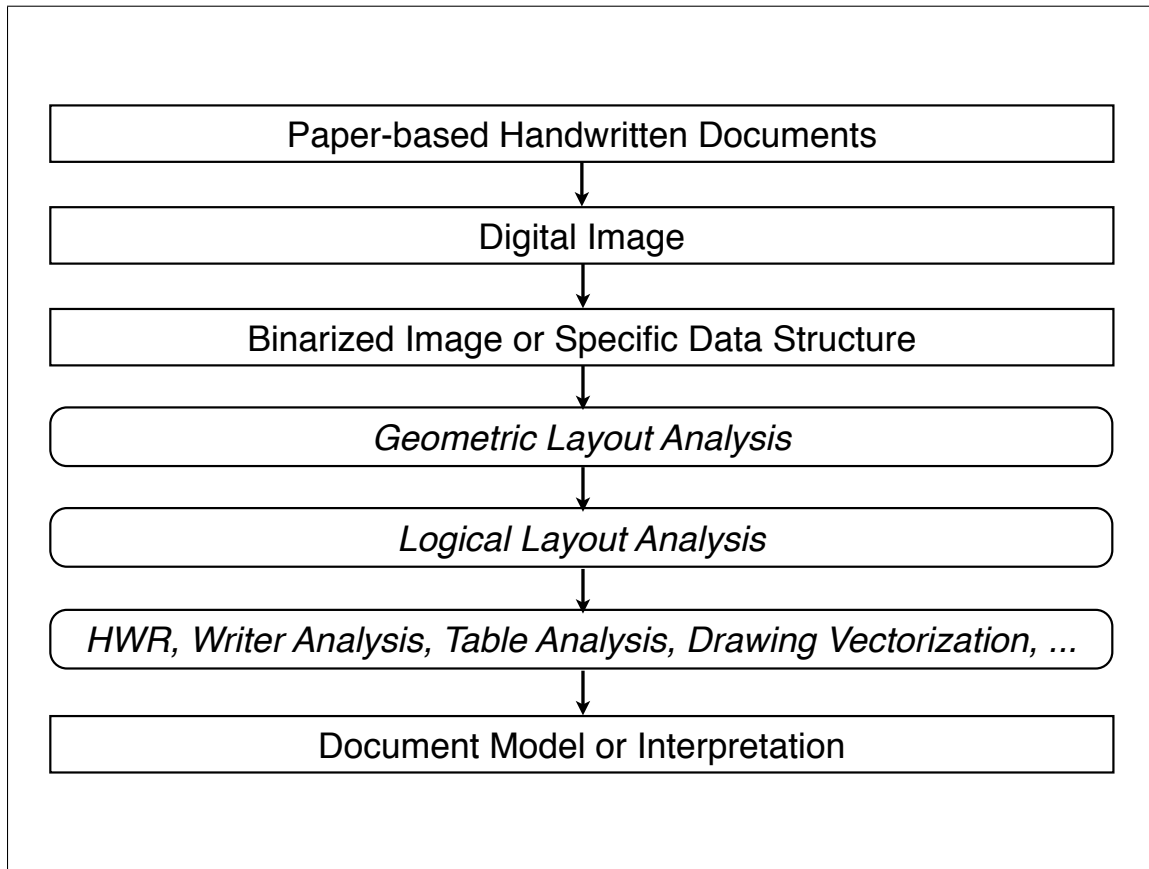 Paper-based Handwritten Documents
Digital Image
Binarized Image or Specific Data Structure
Geometric Layout Analysis
Logical Layout Analysis
HWR, Writer Analysis, Table Analysis, Drawing Vectorization, ...
Document Model or Interpretation